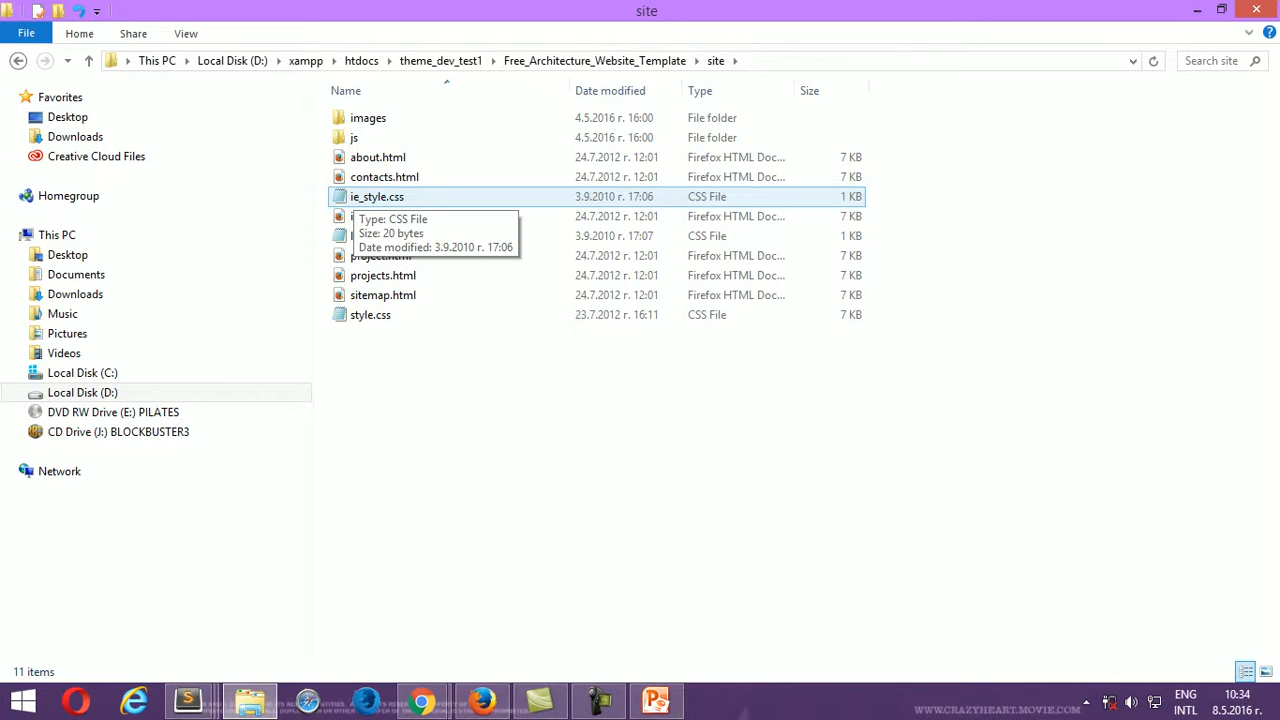 site
File Home Share View
This PC Local Disk (D:) xampp htdocs theme_dev_test1 Free_Architecture_Website_Template site Search site
Name Date modified Type Size
Favorites
Desktop
Downloads
Creative Cloud Files
Homegroup
This PC
Desktop
Documents
Downloads
Music
Pictures
Videos
Local Disk (C:)
Local Disk (D:)
DVD RW Drive (E:) PILATES
CD Drive (J:) BLOCKBUSTER3
Network
images 4.5.2016 г. 16:00 File folder
js 4.5.2016 г. 16:00 File folder
about.html 24.7.2012 г. 12:01 Firefox HTML Doc... 7 KB
contacts.html 24.7.2012 г. 12:01 Firefox HTML Doc... 7 KB
ie_style.css 3.9.2010 г. 17:06 CSS File 1 KB
24.7.2012 г. 12:01 Firefox HTML Doc... 7 KB
3.9.2010 г. 17:07 CSS File 1 KB
project.html 24.7.2012 г. 12:01 Firefox HTML Doc... 7 KB
projects.html 24.7.2012 г. 12:01 Firefox HTML Doc... 7 KB
sitemap.html 24.7.2012 г. 12:01 Firefox HTML Doc... 7 KB
style.css 23.7.2012 г. 16:11 CSS File 7 KB
Type: CSS File
Size: 20 bytes
Date modified: 3.9.2010 г. 17:06
11 items
WWW.CRAZYHEART.MOVIE.COM
ENG 10:34
INTL 8.5.2016 г.